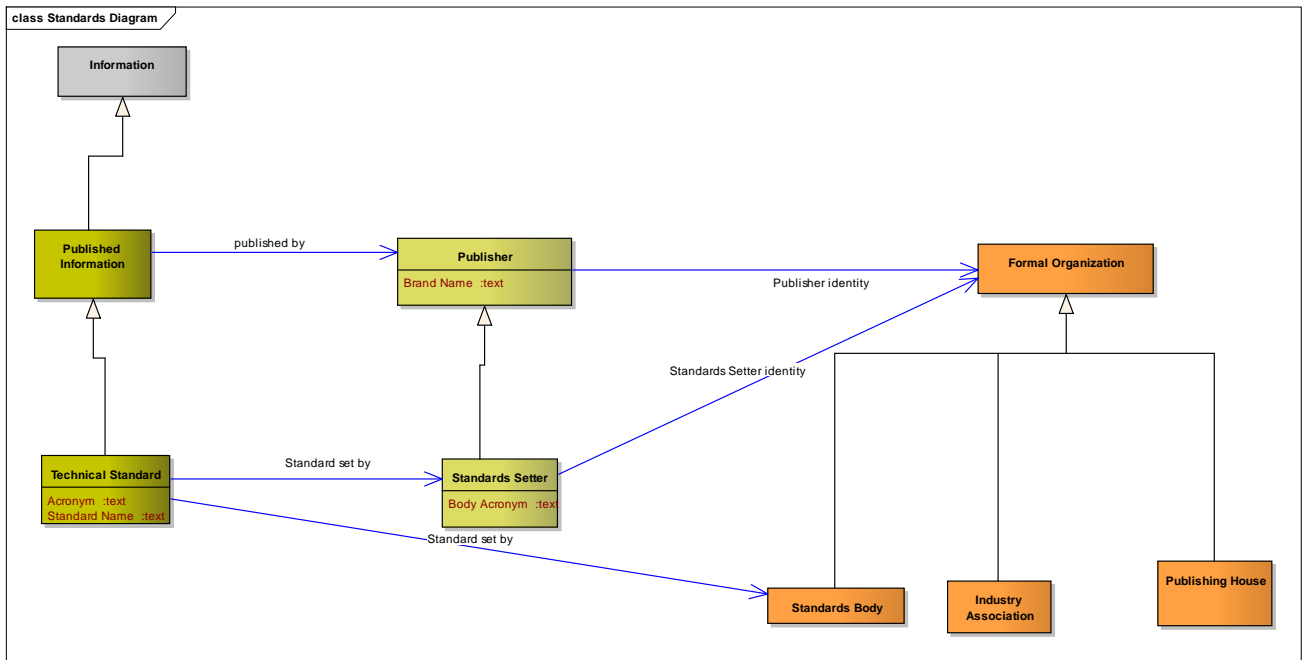 class Standards Diagram
Information
Published
Information
published by
Publisher
Brand Name :text
Publisher identity
Formal Organization
Standards Setter identity
Technical Standard
Acronym :text
Standard Name :text
Standard set by
Standards Setter
Body Acronym :text
Standard set by
Standards Body
Industry
Association
Publishing House